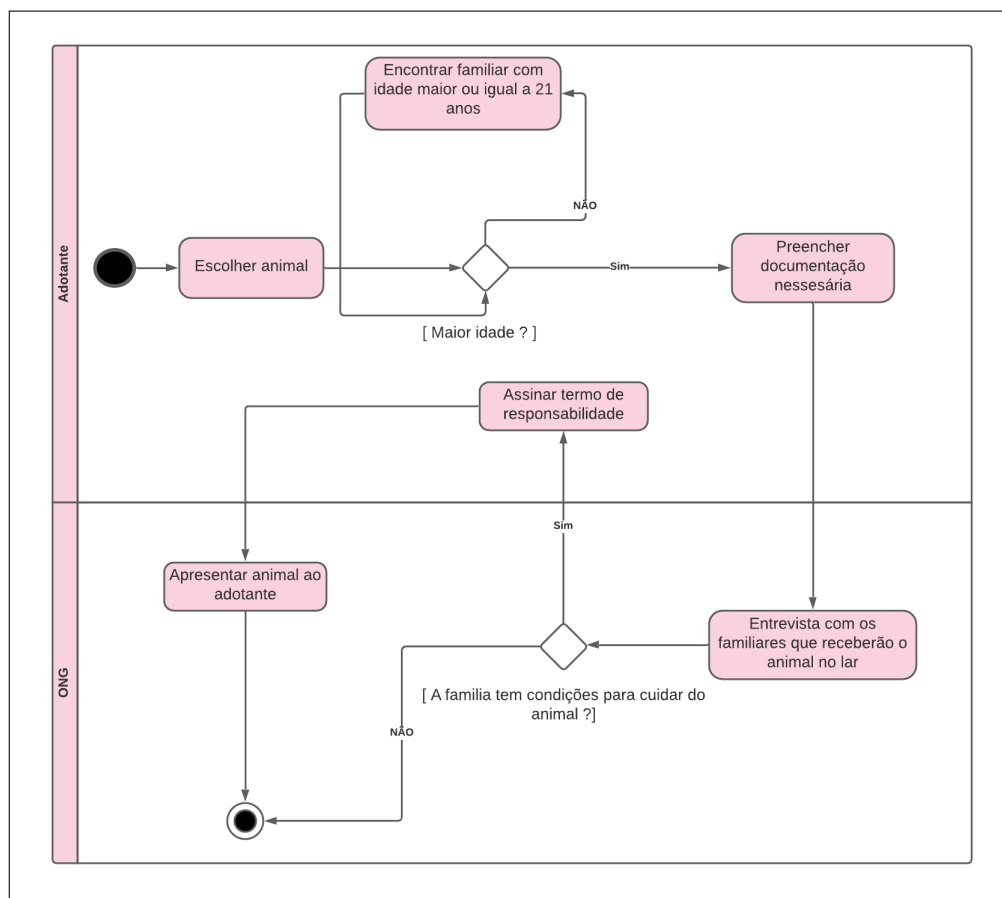 Adotante
Encontrar familiar com
idade maior ou igual a 21
anos
NÃO
Escolher animal
Sim
Preencher
documentação
nessesária
[ Maior idade ? ]
Assinar termo de
responsabilidade
ONG
Sim
Apresentar animal ao
adotante
Entrevista com os
familiares que receberão o
animal no lar
[ A familia tem condições para cuidar do
animal ?]
NÃO